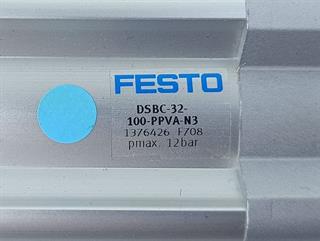 FESTO
DSBC-32-
100-PPVA-N3
1376426 F708
pmax. 12bar